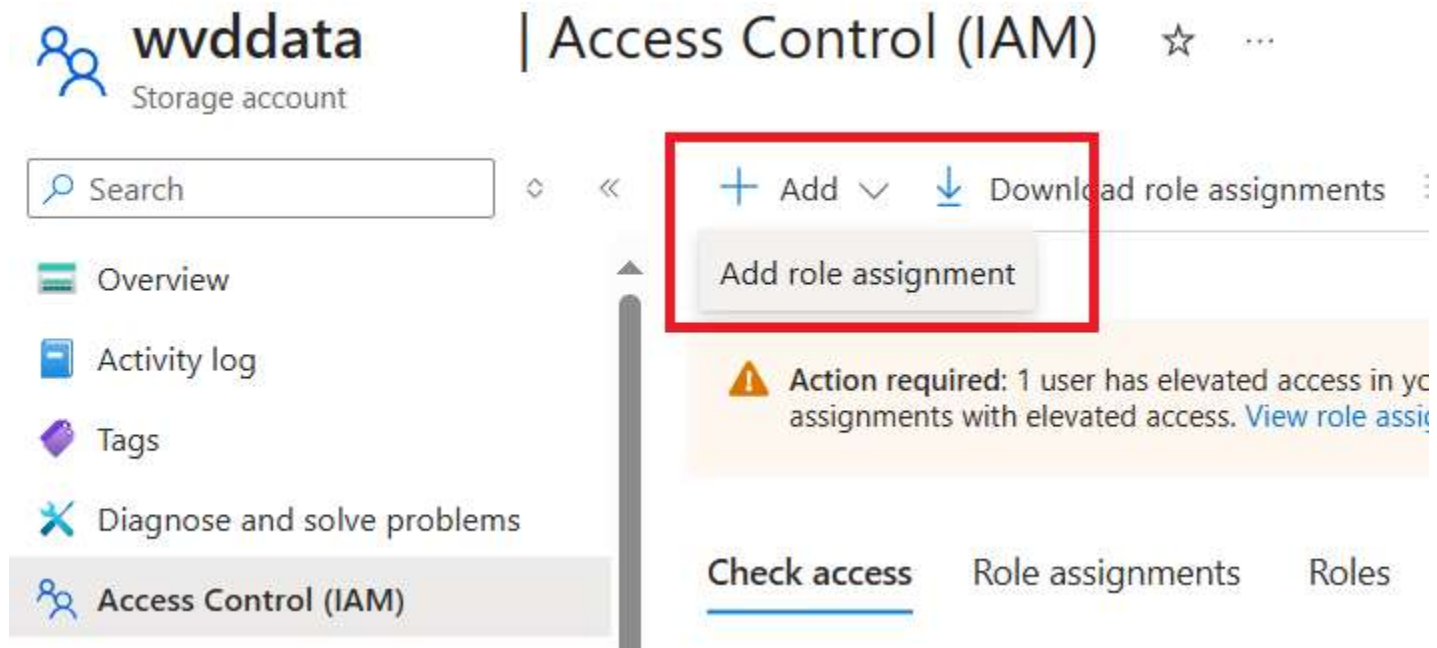 wvddata | Access Control (IAM) ...
Storage account
Search
+ Add Download role assignments
Add role assignment
Overview
Activity log
Tags
Diagnose and solve problems
Access Control (IAM)
Action required: 1 user has elevated access in
assignments with elevated access. View role
Check access Role assignments Roles